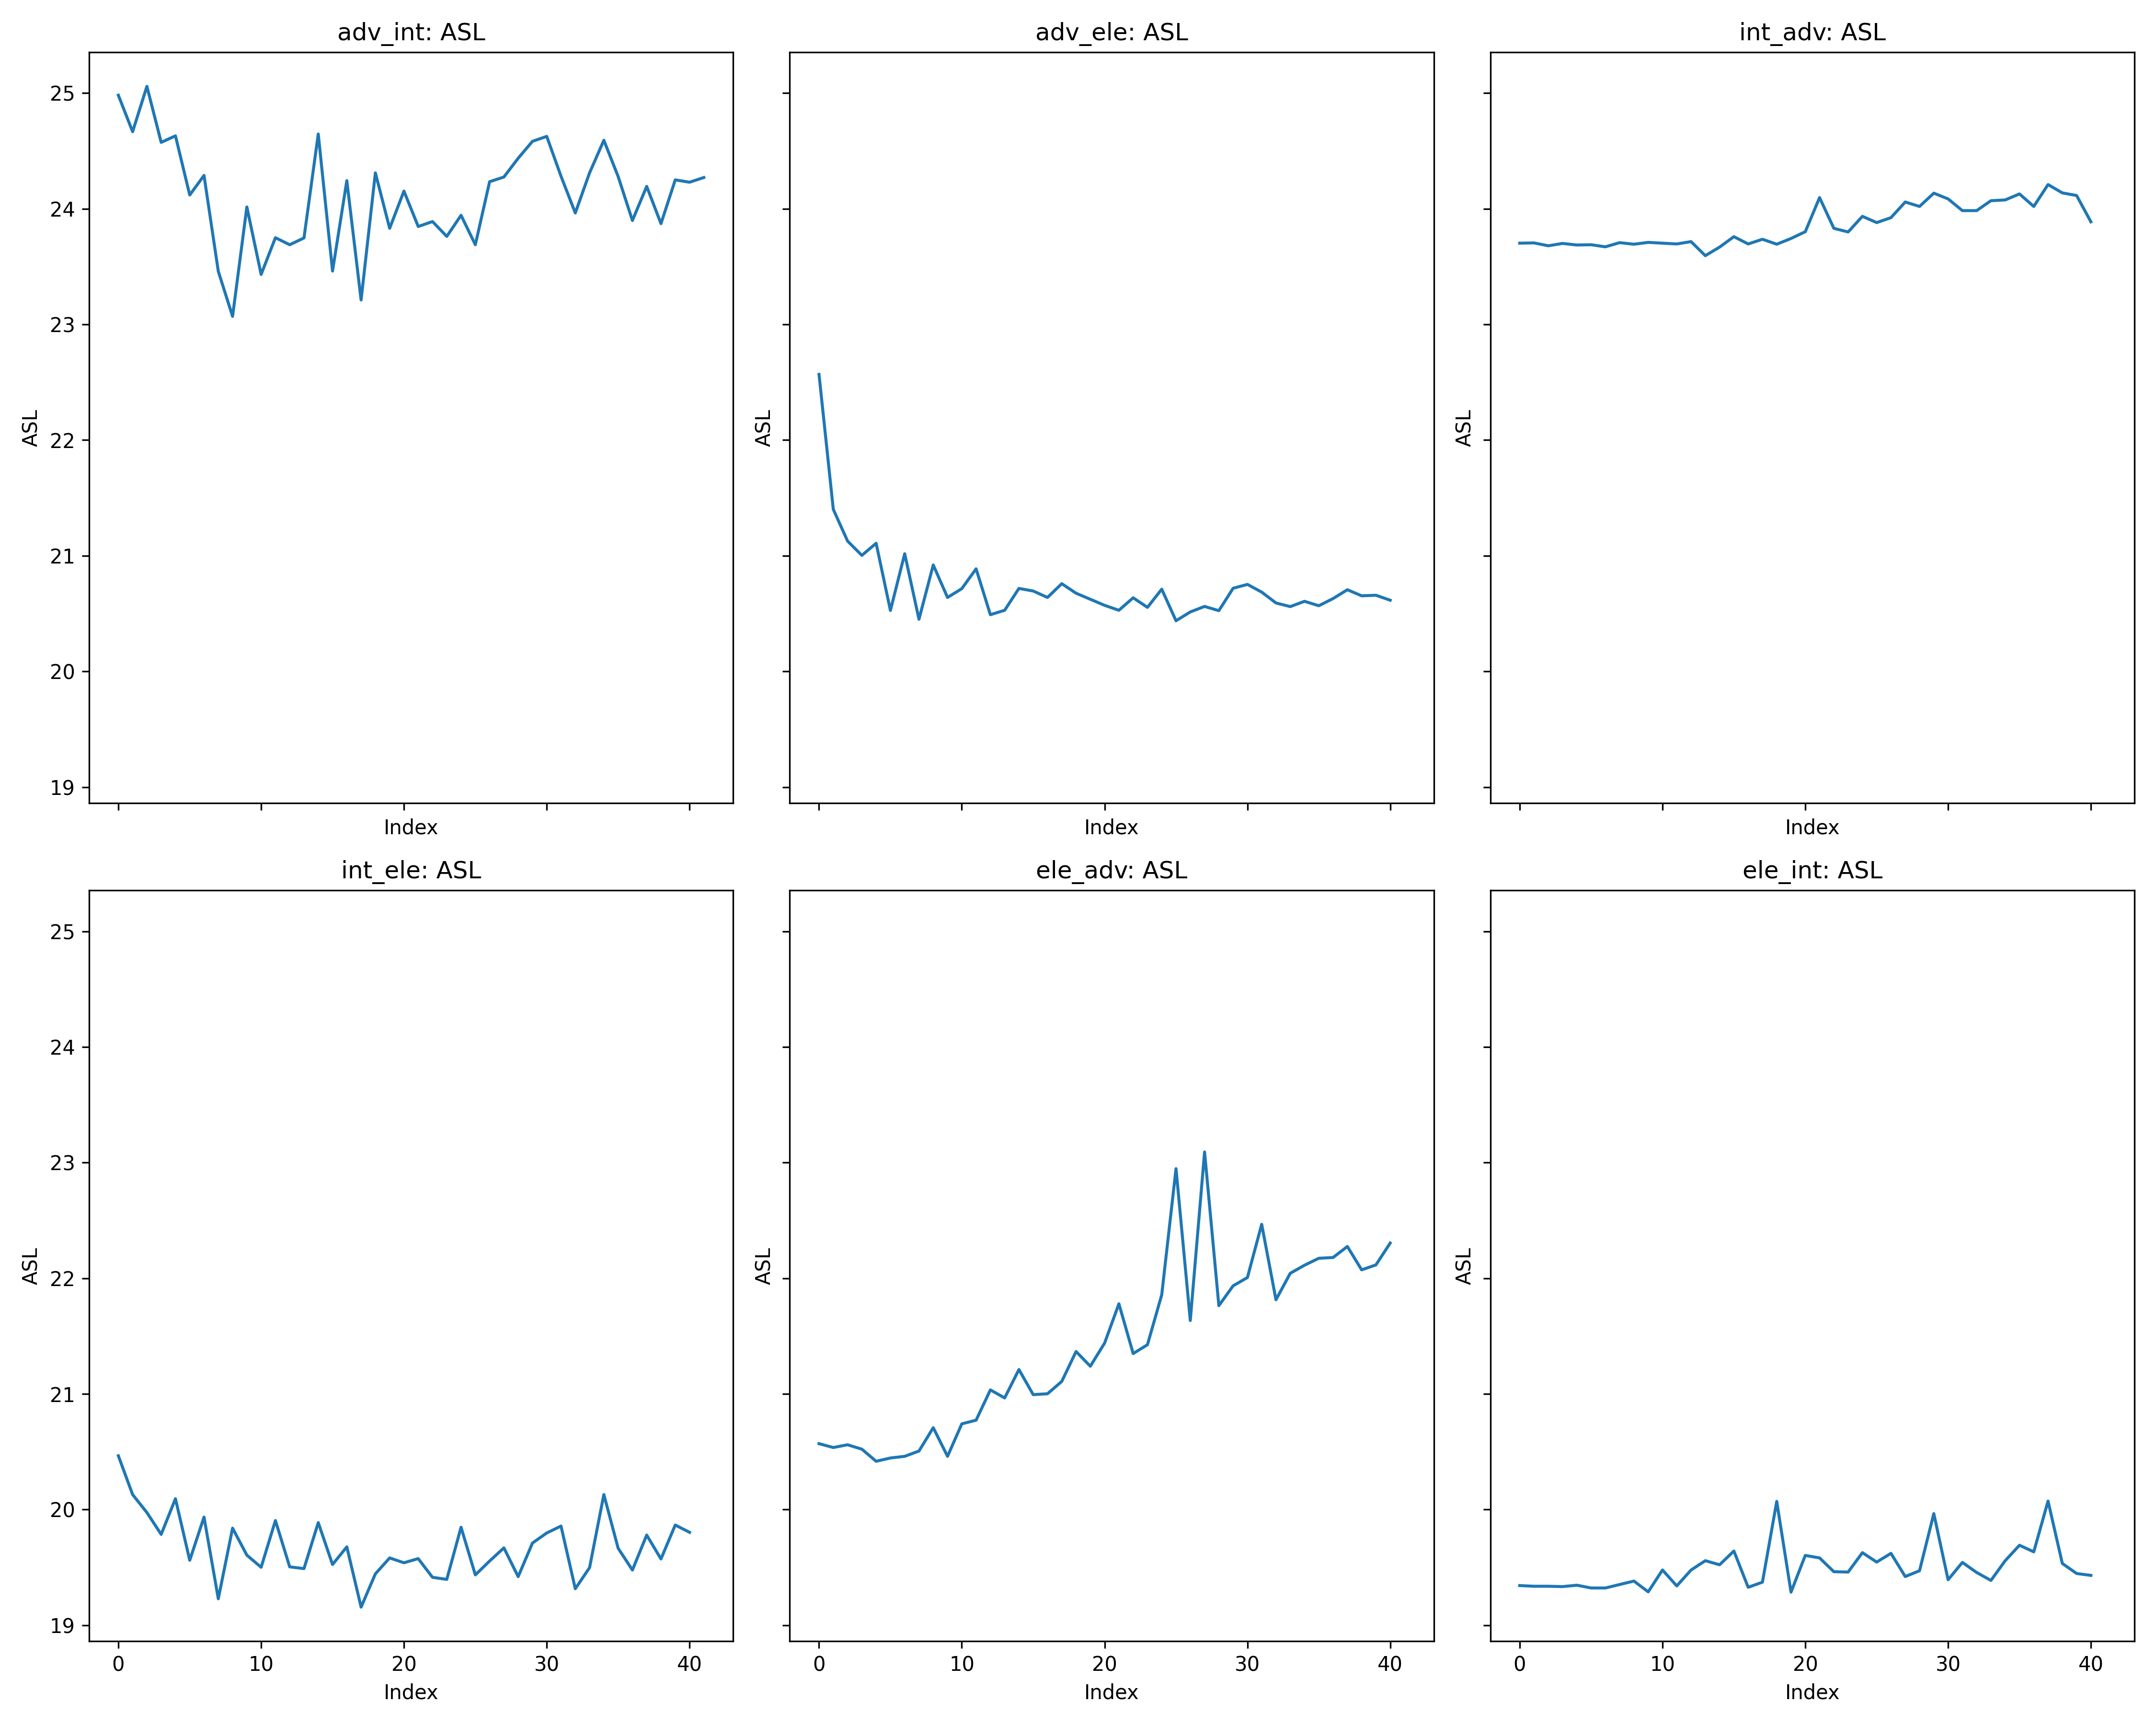 adv_int: ASL
adv_ele: ASL
int_adv: ASL
25
24
23
22
21
20
19
ASL
ASL
ASL
Index
Index
Index
int_ele: ASL
ele_adv: ASL
ele_int: ASL
25
24
23
22
21
20
19
ASL
ASL
ASL
0 10 20 30 40
0 10 20 30 40
0 10 20 30 40
Index
Index
Index